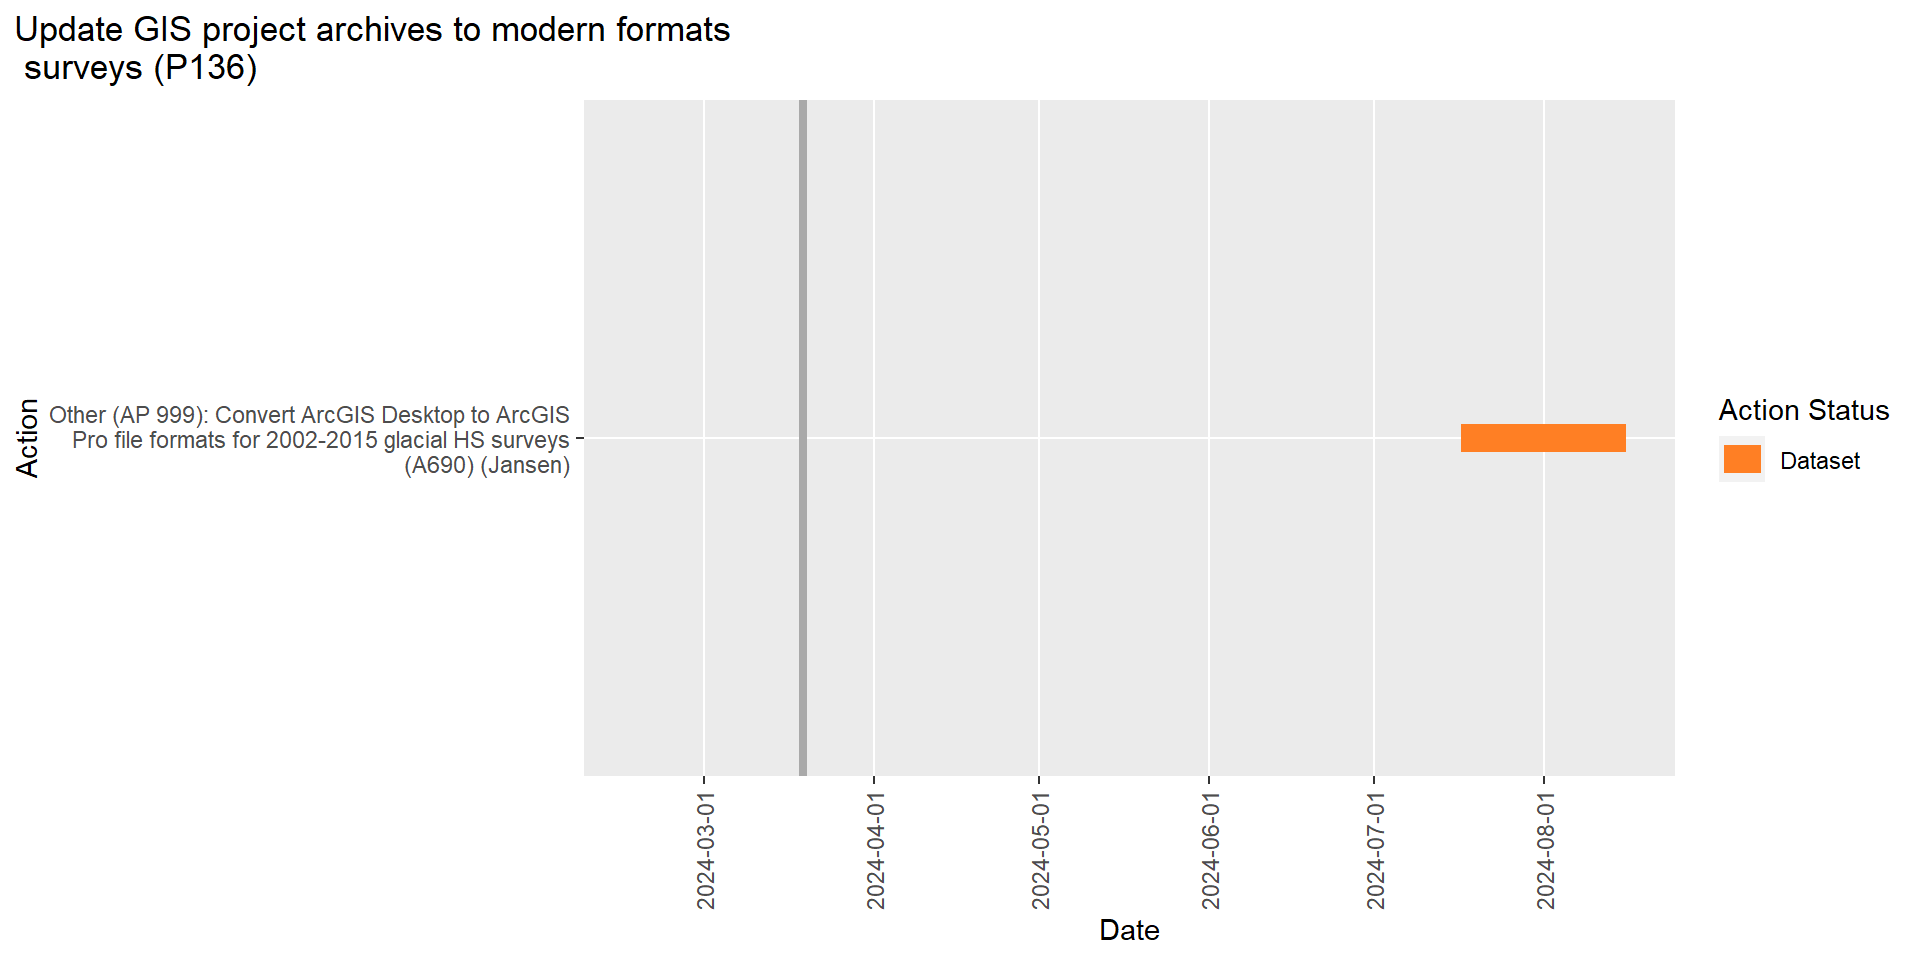 Update GIS project archives to modern formats
surveys (P136)
Action
Other (AP 999): Convert ArcGIS Desktop to ArcGIS
Pro file formats for 2002-2015 glacial HS surveys
(A690) (Jansen)
Action Status
Dataset
2024-03-01
2024-04-01
2024-05-01
2024-06-01
2024-07-01
2024-08-01
Date